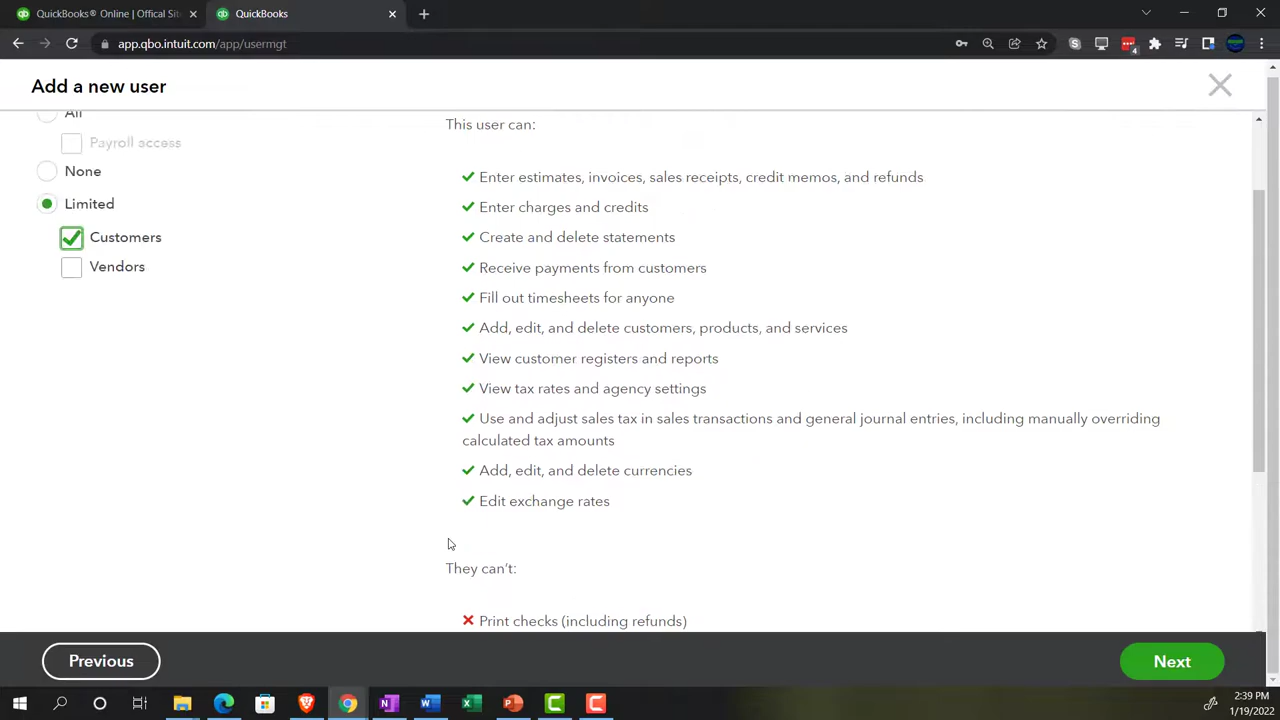 QuickBooks® Online | Offical Sit
QuickBooks
app.qbo.intuit.com/app/usermgt
4
Add a new user
All
Payroll access
None
Limited
Customers
Vendors
This user can:
Enter estimates, invoices, sales receipts, credit memos, and refunds
Enter charges and credits
Create and delete statements
Receive payments from customers
Fill out timesheets for anyone
Add, edit, and delete customers, products, and services
View customer registers and reports
View tax rates and agency settings
Use and adjust sales tax in sales transactions and general journal entries, including manually overriding
calculated tax amounts
Add, edit, and delete currencies
Edit exchange rates
They can't:
Print checks (including refunds)
Previous
Next
2:39 PM
1/19/2022